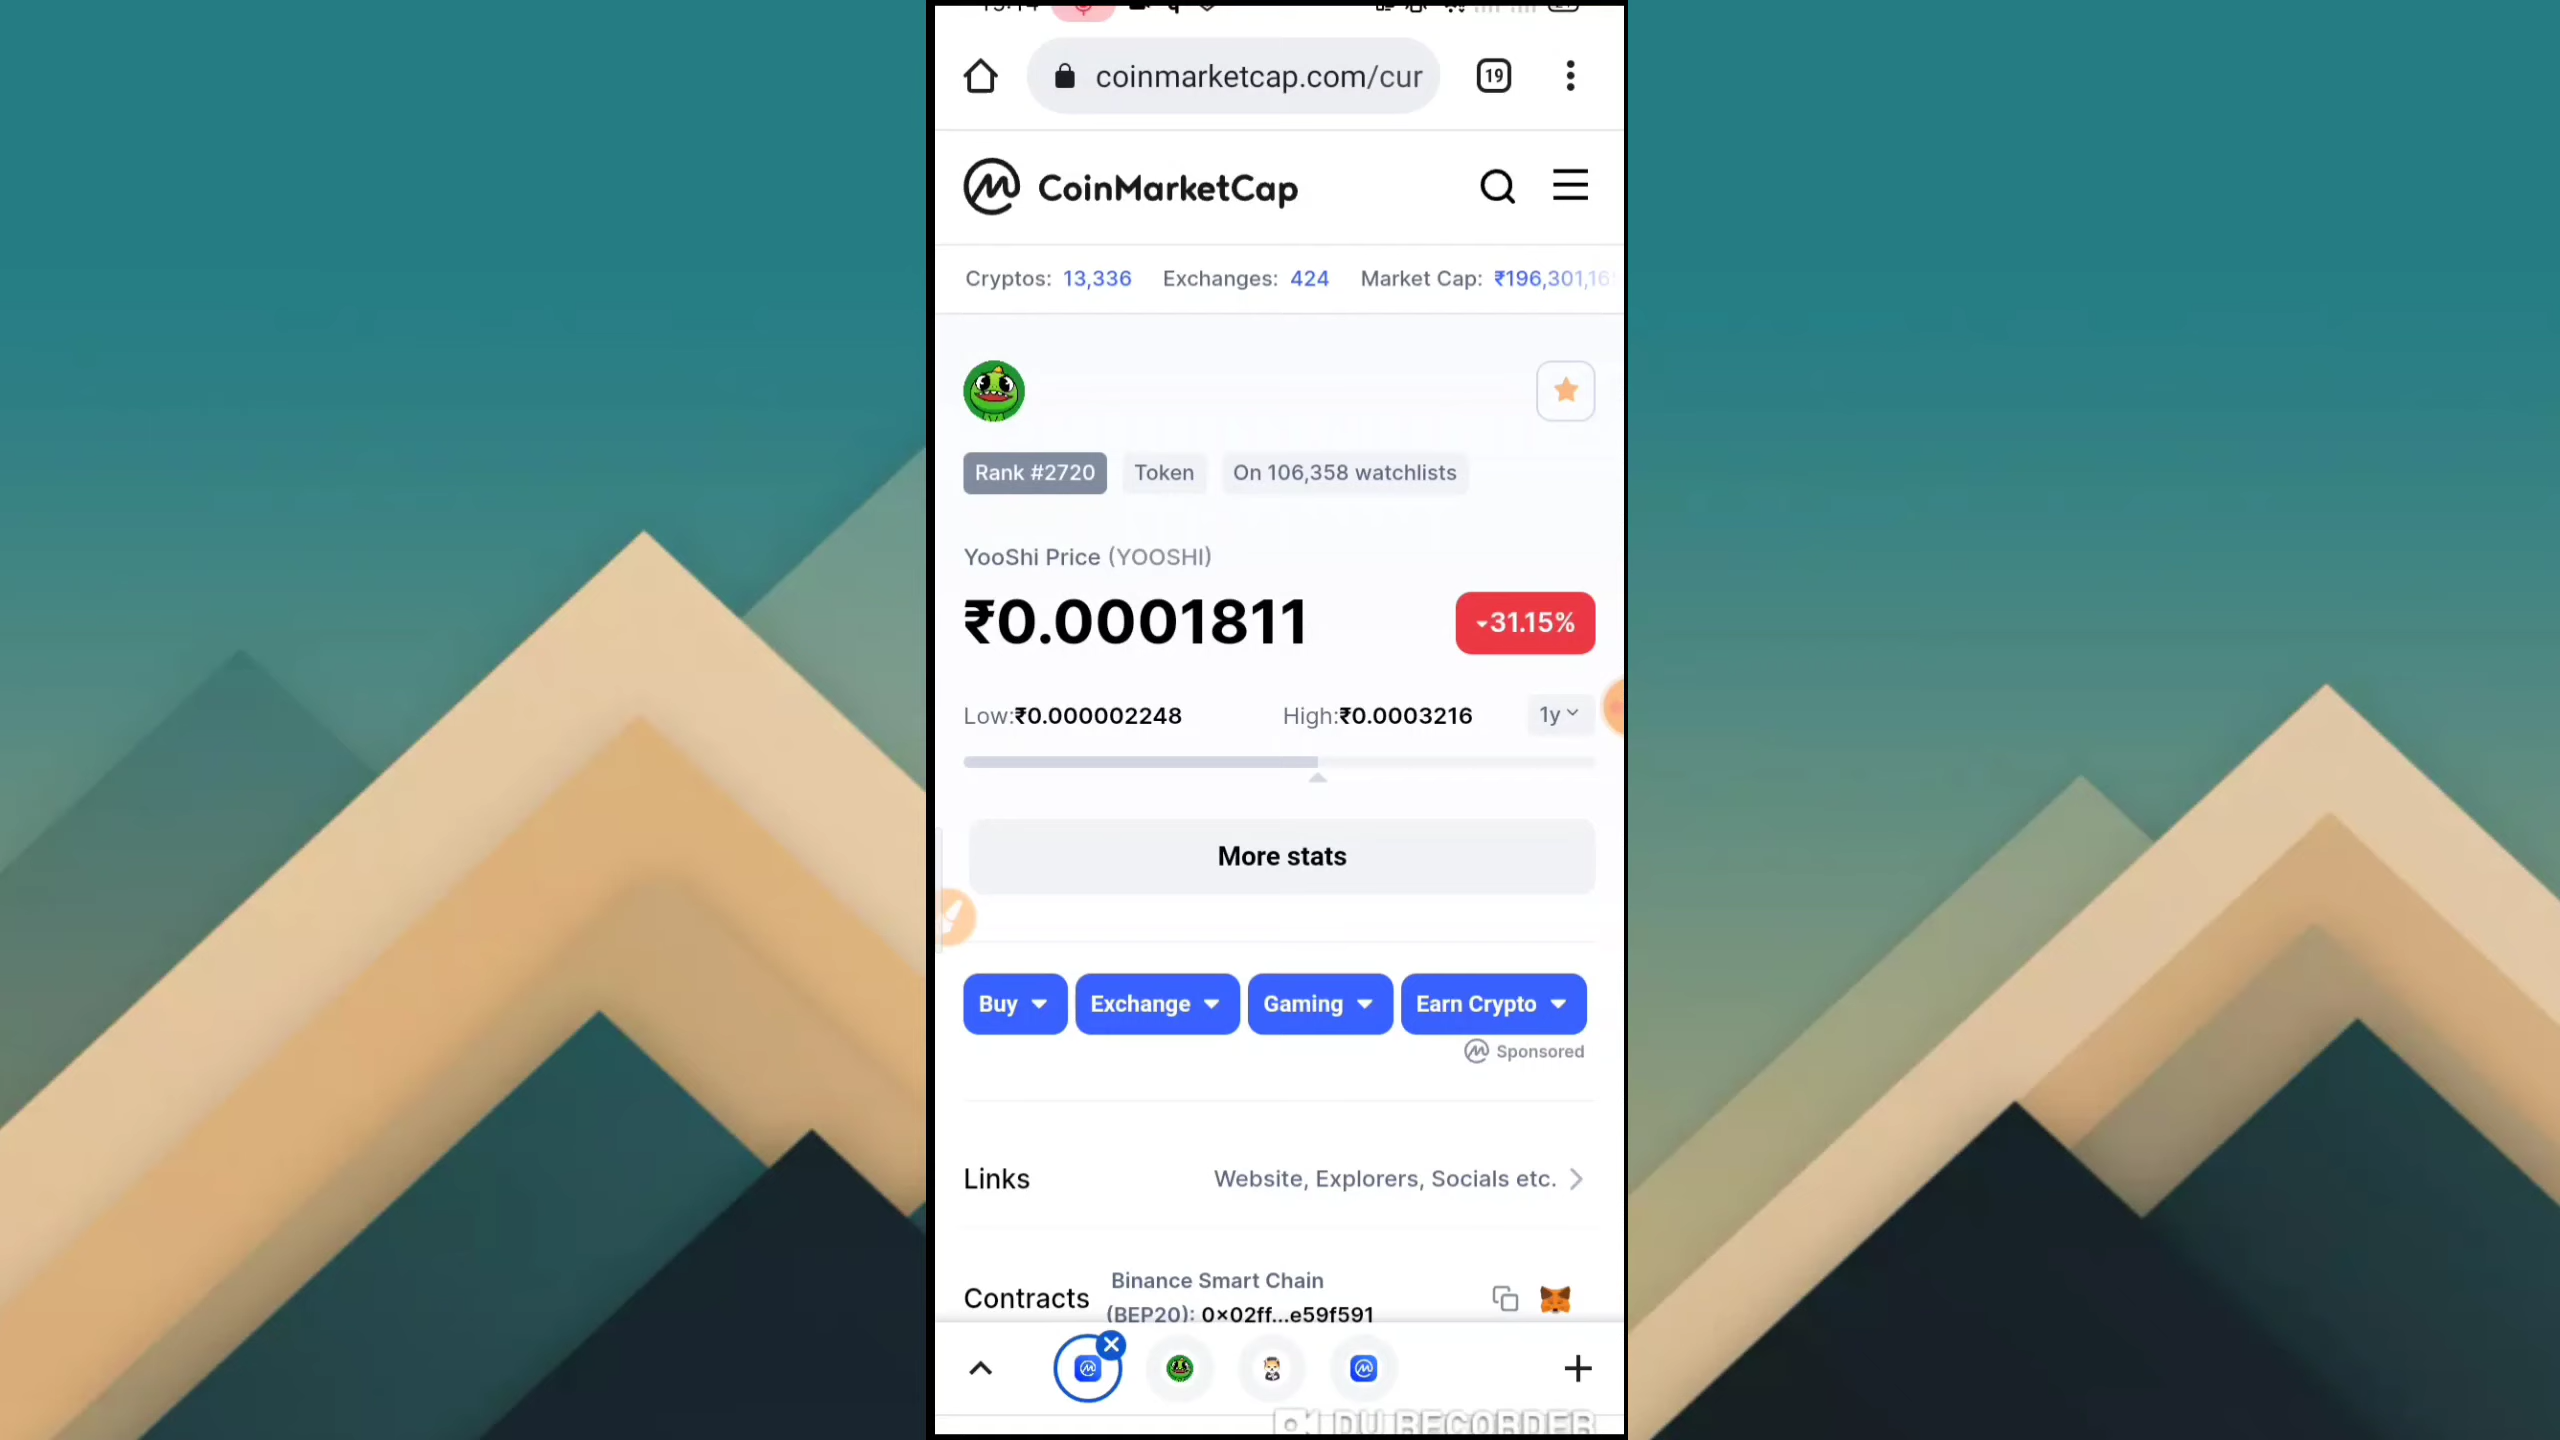 coinmarketcap.com/cur
19
CoinMarketCap
Cryptos: 13,336 Exchanges: 424 Market Cap: ₹196,301,16
Rank #2720 Token On 106,358 watchlists
YooShi Price (YOOSHI)
₹0.0001811 31.15%
Low:₹0.000002248 High:₹0.0003216 1y
More stats
Buy Exchange Gaming Earn Crypto
Sponsored
Links Website, Explorers, Socials etc.
Contracts Binance Smart Chain
(BEP20): 0x02ff...e59f591
DU RECORDER